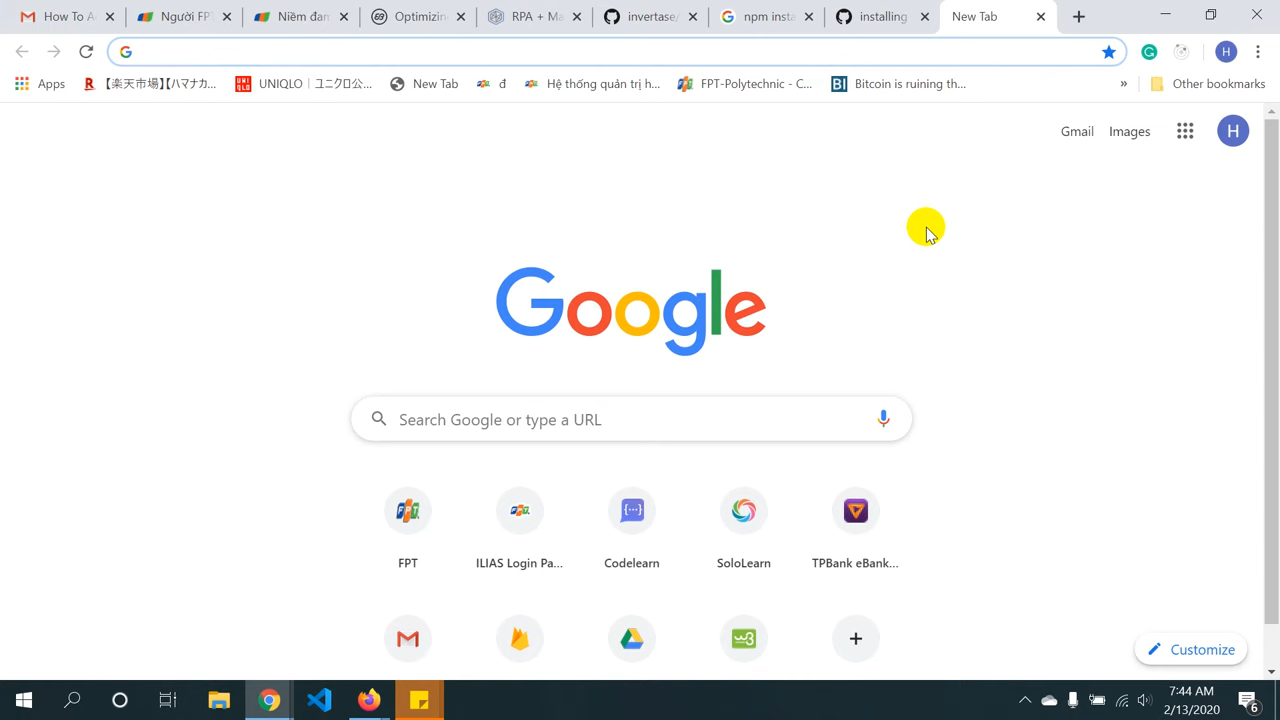 How To A
Người FPT
Niềm đam
Optimizin
RPA + Ma
invertase/
npm insta
installing
New Tab
Apps
【楽天市場】【ハマナカ...
UNIQLO｜ユニクロ公...
New Tab
đ
Hệ thống quản trị h...
FPT-Polytechnic - C...
Bitcoin is ruining th...
»
Other bookmarks
Gmail
Images
H
Google
Search Google or type a URL
FPT
ILIAS Login Pa...
Codelearn
SoloLearn
TPBank eBank...
Customize
7:44 AM
2/13/2020
6